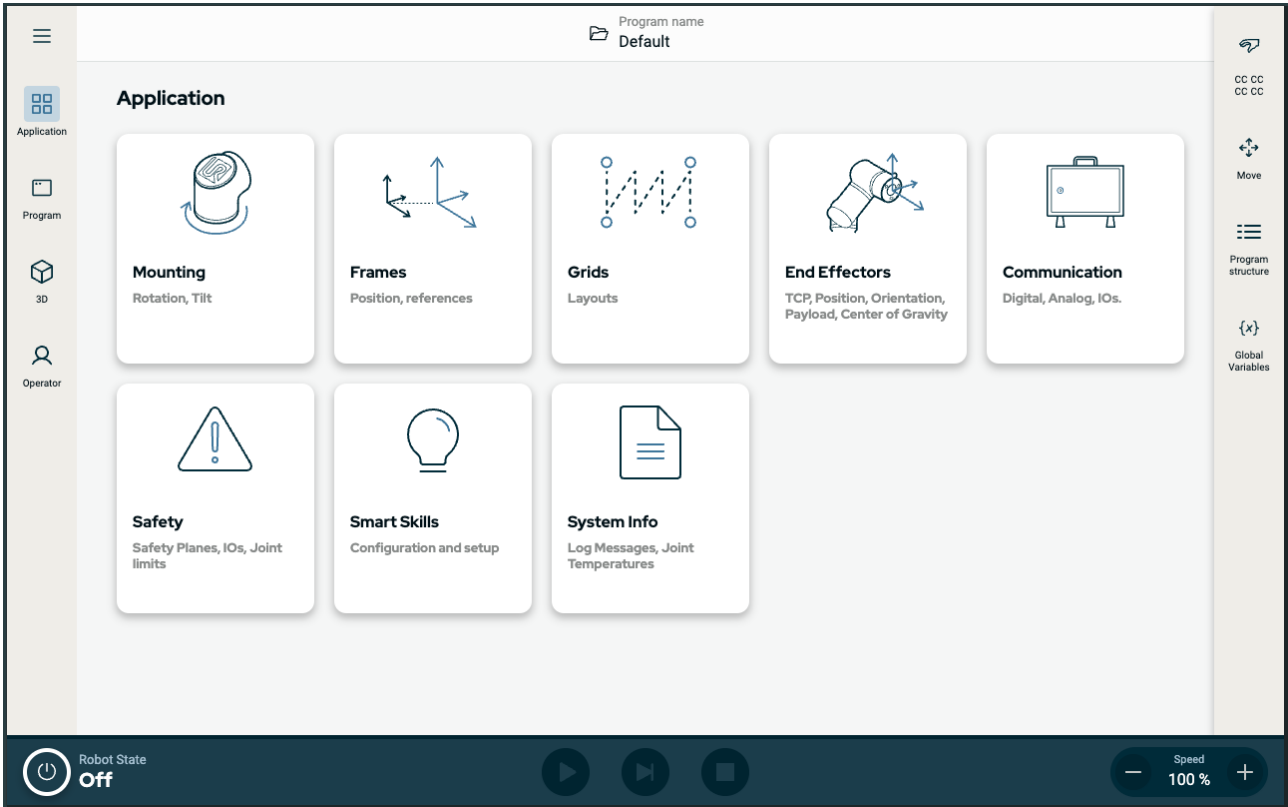 Program name
Default
Application
Program
3D
Operator
Application
Mounting
Rotation, Tilt
Frames
Position, references
Grids
Layouts
End Effectors
TCP, Position, Orientation,
Payload, Center of Gravity
Communication
Digital, Analog, IOs.
Safety
Safety Planes, IOs, Joint
limits
Smart Skills
Configuration and setup
System Info
Log Messages, Joint
Temperatures
CC CC
CC CC
Move
Program
structure
{x}
Global
Variables
Robot State
Off
Speed
100 %